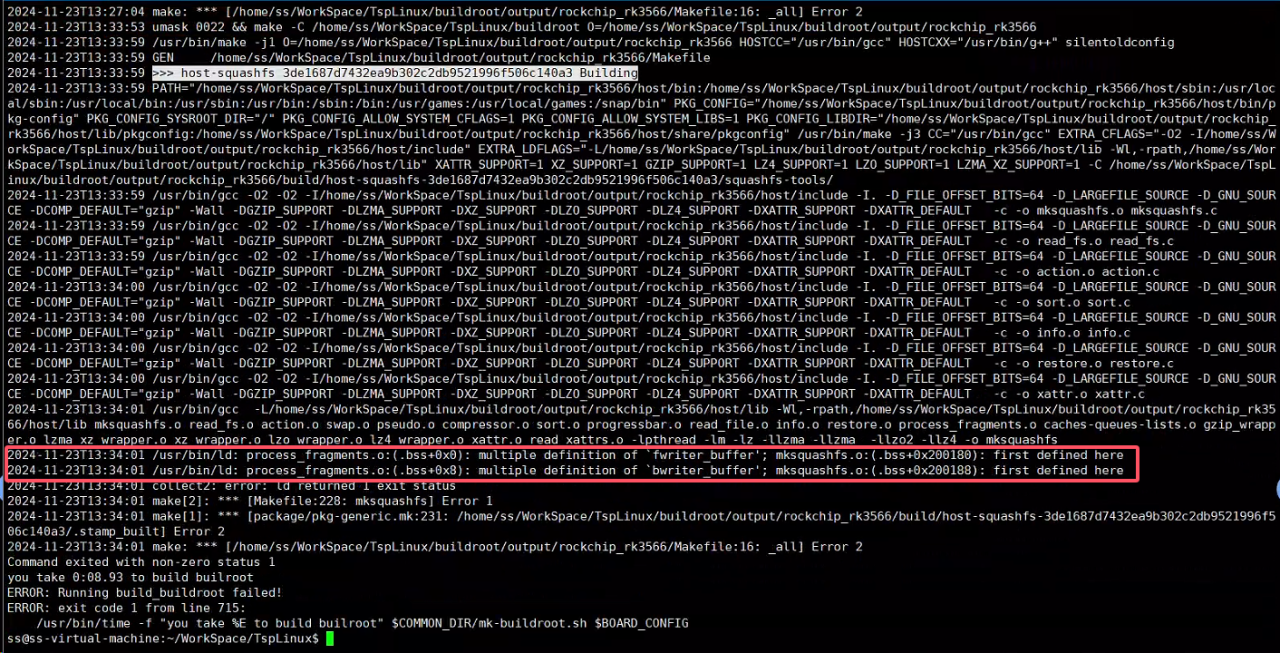 2024-11-23T13:27:04 make: *** [/home/ss/WorkSpace/TspLinux/buildroot/output/rockchip_rk3566/Makefile:16: _all] Error 2
2024-11-23T13:33:53 umask 0022 && make -C /home/ss/WorkSpace/TspLinux/buildroot O=/home/ss/WorkSpace/TspLinux/buildroot/output/rockchip_rk3566
2024-11-23T13:33:59 /usr/bin/make -j1 O=/home/ss/WorkSpace/TspLinux/buildroot/output/rockchip_rk3566 HOSTCC="/usr/bin/gcc" HOSTCXX="/usr/bin/g++" silentoldconfig
2024-11-23T13:33:59 GEN     /home/ss/WorkSpace/TspLinux/buildroot/output/rockchip_rk3566/Makefile
2024-11-23T13:33:59 >>> host-squashfs 3de1687d7432ea9b302c2db9521996f506c140a3 Building
2024-11-23T13:33:59 PATH="/home/ss/WorkSpace/TspLinux/buildroot/output/rockchip_rk3566/host/bin:/home/ss/WorkSpace/TspLinux/buildroot/output/rockchip_rk3566/host/sbin:/usr/loc
al/sbin:/usr/local/bin:/usr/sbin:/usr/bin:/sbin:/bin:/usr/games:/usr/local/games:/snap/bin" PKG_CONFIG="/home/ss/WorkSpace/TspLinux/buildroot/output/rockchip_rk3566/host/bin/p
kg-config" PKG_CONFIG_SYSROOT_DIR="/" PKG_CONFIG_ALLOW_SYSTEM_CFLAGS=1 PKG_CONFIG_ALLOW_SYSTEM_LIBS=1 PKG_CONFIG_LIBDIR="/home/ss/WorkSpace/TspLinux/buildroot/output/rockchip_
rk3566/host/lib/pkgconfig:/home/ss/WorkSpace/TspLinux/buildroot/output/rockchip_rk3566/host/share/pkgconfig" /usr/bin/make -j3 CC="/usr/bin/gcc" EXTRA_CFLAGS="-O2 -I/home/ss/W
orkSpace/TspLinux/buildroot/output/rockchip_rk3566/host/include" EXTRA_LDFLAGS="-L/home/ss/WorkSpace/TspLinux/buildroot/output/rockchip_rk3566/host/lib -Wl,-rpath,/home/ss/Wor
kSpace/TspLinux/buildroot/output/rockchip_rk3566/host/lib" XATTR_SUPPORT=1 XZ_SUPPORT=1 GZIP_SUPPORT=1 LZ4_SUPPORT=1 LZO_SUPPORT=1 LZMA_XZ_SUPPORT=1 -C /home/ss/WorkSpace/TspL
inux/buildroot/output/rockchip_rk3566/build/host-squashfs-3de1687d7432ea9b302c2db9521996f506c140a3/squashfs-tools/
2024-11-23T13:33:59 /usr/bin/gcc -O2 -O2 -I/home/ss/WorkSpace/TspLinux/buildroot/output/rockchip_rk3566/host/include -I. -D_FILE_OFFSET_BITS=64 -D_LARGEFILE_SOURCE -D_GNU_SOUR
CE -DCOMP_DEFAULT="gzip" -Wall -DGZIP_SUPPORT -DLZMA_SUPPORT -DXZ_SUPPORT -DLZO_SUPPORT -DLZ4_SUPPORT -DXATTR_SUPPORT -DXATTR_DEFAULT   -c -o mksquashfs.o mksquashfs.c
2024-11-23T13:33:59 /usr/bin/gcc -O2 -O2 -I/home/ss/WorkSpace/TspLinux/buildroot/output/rockchip_rk3566/host/include -I. -D_FILE_OFFSET_BITS=64 -D_LARGEFILE_SOURCE -D_GNU_SOUR
CE -DCOMP_DEFAULT="gzip" -Wall -DGZIP_SUPPORT -DLZMA_SUPPORT -DXZ_SUPPORT -DLZO_SUPPORT -DLZ4_SUPPORT -DXATTR_SUPPORT -DXATTR_DEFAULT   -c -o read_fs.o read_fs.c
2024-11-23T13:33:59 /usr/bin/gcc -O2 -O2 -I/home/ss/WorkSpace/TspLinux/buildroot/output/rockchip_rk3566/host/include -I. -D_FILE_OFFSET_BITS=64 -D_LARGEFILE_SOURCE -D_GNU_SOUR
CE -DCOMP_DEFAULT="gzip" -Wall -DGZIP_SUPPORT -DLZMA_SUPPORT -DXZ_SUPPORT -DLZO_SUPPORT -DLZ4_SUPPORT -DXATTR_SUPPORT -DXATTR_DEFAULT   -c -o action.o action.c
2024-11-23T13:34:00 /usr/bin/gcc -O2 -O2 -I/home/ss/WorkSpace/TspLinux/buildroot/output/rockchip_rk3566/host/include -I. -D_FILE_OFFSET_BITS=64 -D_LARGEFILE_SOURCE -D_GNU_SOUR
CE -DCOMP_DEFAULT="gzip" -Wall -DGZIP_SUPPORT -DLZMA_SUPPORT -DXZ_SUPPORT -DLZO_SUPPORT -DLZ4_SUPPORT -DXATTR_SUPPORT -DXATTR_DEFAULT   -c -o sort.o sort.c
2024-11-23T13:34:00 /usr/bin/gcc -O2 -O2 -I/home/ss/WorkSpace/TspLinux/buildroot/output/rockchip_rk3566/host/include -I. -D_FILE_OFFSET_BITS=64 -D_LARGEFILE_SOURCE -D_GNU_SOUR
CE -DCOMP_DEFAULT="gzip" -Wall -DGZIP_SUPPORT -DLZMA_SUPPORT -DXZ_SUPPORT -DLZO_SUPPORT -DLZ4_SUPPORT -DXATTR_SUPPORT -DXATTR_DEFAULT   -c -o info.o info.c
2024-11-23T13:34:00 /usr/bin/gcc -O2 -O2 -I/home/ss/WorkSpace/TspLinux/buildroot/output/rockchip_rk3566/host/include -I. -D_FILE_OFFSET_BITS=64 -D_LARGEFILE_SOURCE -D_GNU_SOUR
CE -DCOMP_DEFAULT="gzip" -Wall -DGZIP_SUPPORT -DLZMA_SUPPORT -DXZ_SUPPORT -DLZO_SUPPORT -DLZ4_SUPPORT -DXATTR_SUPPORT -DXATTR_DEFAULT   -c -o restore.o restore.c
2024-11-23T13:34:00 /usr/bin/gcc -O2 -O2 -I/home/ss/WorkSpace/TspLinux/buildroot/output/rockchip_rk3566/host/include -I. -D_FILE_OFFSET_BITS=64 -D_LARGEFILE_SOURCE -D_GNU_SOUR
CE -DCOMP_DEFAULT="gzip" -Wall -DGZIP_SUPPORT -DLZMA_SUPPORT -DXZ_SUPPORT -DLZO_SUPPORT -DLZ4_SUPPORT -DXATTR_SUPPORT -DXATTR_DEFAULT   -c -o xattr.o xattr.c
2024-11-23T13:34:01 /usr/bin/gcc  -L/home/ss/WorkSpace/TspLinux/buildroot/output/rockchip_rk3566/host/lib -Wl,-rpath,/home/ss/WorkSpace/TspLinux/buildroot/output/rockchip_rk35
66/host/lib mksquashfs.o read_fs.o action.o swap.o pseudo.o compressor.o sort.o progressbar.o read_file.o info.o restore.o process_fragments.o caches-queues-lists.o gzip_wrapp
er.o lzma_xz_wrapper.o xz_wrapper.o lzo_wrapper.o lz4_wrapper.o xattr.o read_xattrs.o -lpthread -lm -lz -llzma -llzma  -llzo2 -llz4 -o mksquashfs
2024-11-23T13:34:01 /usr/bin/ld: process_fragments.o:(.bss+0x0): multiple definition of `fwriter_buffer'; mksquashfs.o:(.bss+0x200180): first defined here
2024-11-23T13:34:01 /usr/bin/ld: process_fragments.o:(.bss+0x8): multiple definition of `bwriter_buffer'; mksquashfs.o:(.bss+0x200188): first defined here
2024-11-23T13:34:01 collect2: error: ld returned 1 exit status
2024-11-23T13:34:01 make[2]: *** [Makefile:228: mksquashfs] Error 1
2024-11-23T13:34:01 make[1]: *** [package/pkg-generic.mk:231: /home/ss/WorkSpace/TspLinux/buildroot/output/rockchip_rk3566/build/host-squashfs-3de1687d7432ea9b302c2db9521996f5
06c140a3/.stamp_built] Error 2
2024-11-23T13:34:01 make: *** [/home/ss/WorkSpace/TspLinux/buildroot/output/rockchip_rk3566/Makefile:16: _all] Error 2
Command exited with non-zero status 1
you take 0:08.93 to build builroot
ERROR: Running build_buildroot failed!
ERROR: exit code 1 from line 715:
    /usr/bin/time -f "you take %E to build builroot" $COMMON_DIR/mk-buildroot.sh $BOARD_CONFIG
ss@ss-virtual-machine:~/WorkSpace/TspLinux$